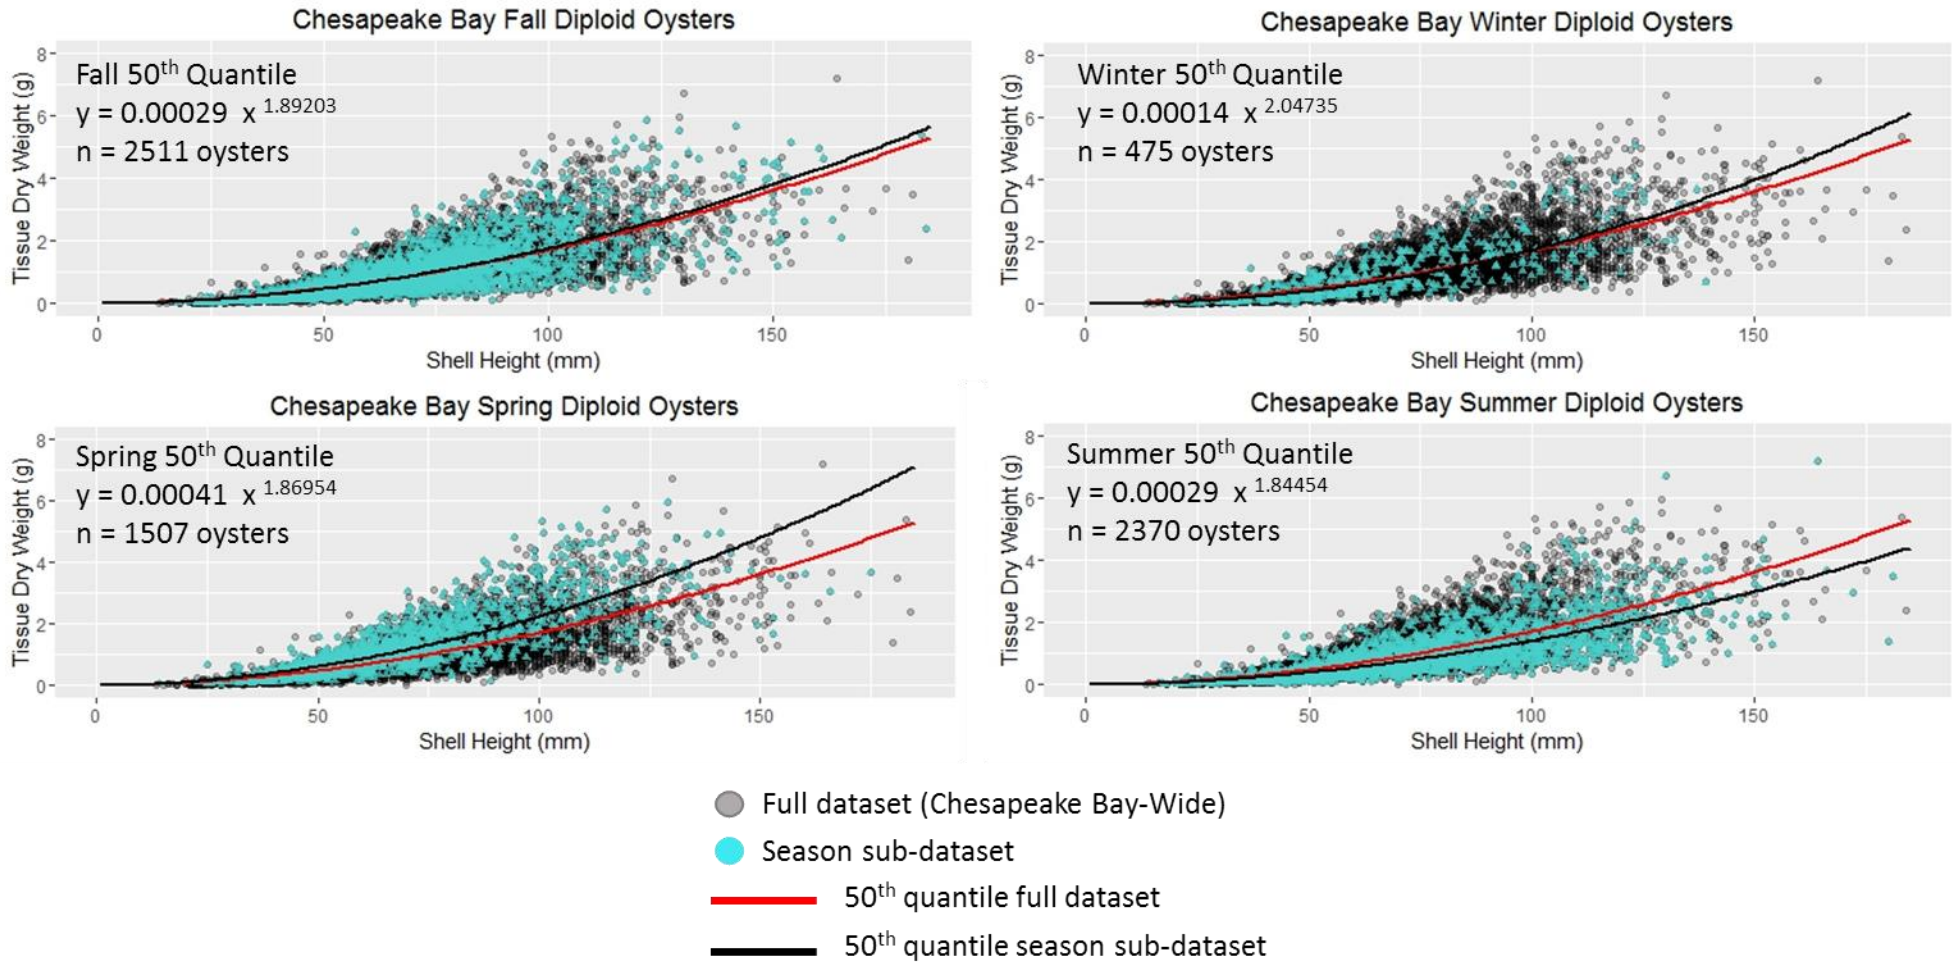 Chesapeake Bay Fall Diploid Oysters
Fall 50th Quantile
y = 0.00029 x 1.89203
n = 2511 oysters
Tissue Dry Weight (g)
8
6
4
2
0
0 50 100 150
Shell Height (mm)
Chesapeake Bay Winter Diploid Oysters
Winter 50th Quantile
y = 0.00014 x 2.04735
n = 475 oysters
Tissue Dry Weight (g)
8
6
4
2
0
0 50 100 150
Shell Height (mm)
Chesapeake Bay Spring Diploid Oysters
Spring 50th Quantile
y = 0.00041 x 1.86954
n = 1507 oysters
Tissue Dry Weight (g)
8
6
4
2
0
0 50 100 150
Shell Height (mm)
Chesapeake Bay Summer Diploid Oysters
Summer 50th Quantile
y = 0.00029 x 1.84454
n = 2370 oysters
Tissue Dry Weight (g)
8
6
4
2
0
0 50 100 150
Shell Height (mm)
Full dataset (Chesapeake Bay-Wide)
Season sub-dataset
50th quantile full dataset
50th quantile season sub-dataset